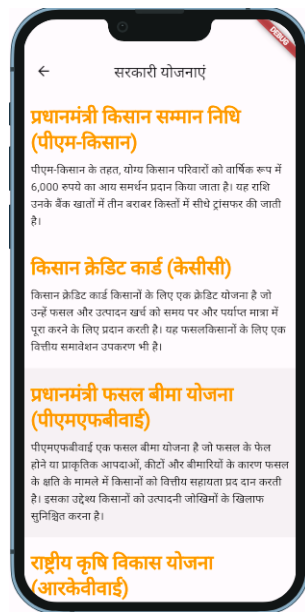 DEBUG
सरकारी योजनाएं
प्रधानमंत्री किसान सम्मान निधि
(पीएम-किसान)
पीएम-किसान के तहत, योग्य किसान परिवारों को वार्षिक रूप में
6,000 रुपये का आय समर्थन प्रदान किया जाता है। यह राशि
उनके बैंक खातों में तीन बराबर किस्तों में सीधे ट्रांसफर की जाती
है।
किसान क्रेडिट कार्ड (केसीसी)
किसान क्रेडिट कार्ड किसानों के लिए एक क्रेडिट योजना है जो
उन्हें फसल और उत्पादन खर्च को समय पर और पर्याप्त मात्रा में
पूरा करने के लिए प्रदान करती है। यह फसलकिसानों के लिए एक
वित्तीय समावेशन उपकरण भी है।
प्रधानमंत्री फसल बीमा योजना
(पीएमएफबीवाई)
पीएमएफबीवाई एक फसल बीमा योजना है जो फसल के फेल
होने या प्राकृतिक आपदाओं, कीटों और बीमारियों के कारण फसल
के क्षति के मामले में किसानों को वित्तीय सहायता प्रद दान करती
है। इसका उद्देश्य किसानों को उत्पादनी जोखिमों के खिलाफ
सुनिश्चित करना है।
राष्ट्रीय कृषि विकास योजना
(आरकेवीवाई)